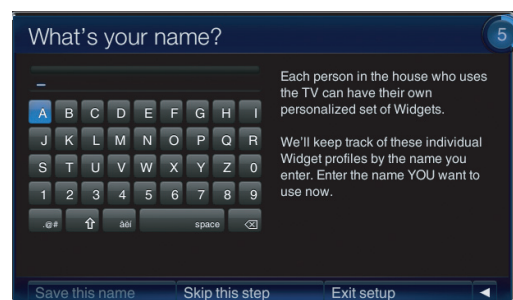 What's your name?
5
Each person in the house who uses
the TV can have their own
personalized set of Widgets.
We'll keep track of these individual
Widget profiles by the name you
enter. Enter the name YOU want to
use now.
A B C D E F G H I
J K L M N O P Q R
S T U V W X Y Z 0
1 2 3 4 5 6 7 8 9
.@# àëí space
Save this name Skip this step Exit setup